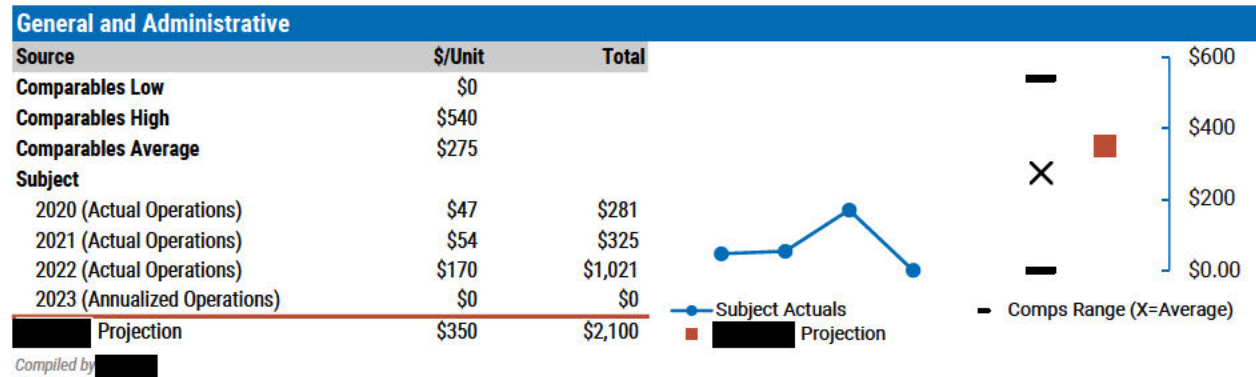 General and Administrative
Source $/Unit Total
Comparables Low $0
Comparables High $540
Comparables Average $275
Subject
2020 (Actual Operations) $47 $281
2021 (Actual Operations) $54 $325
2022 (Actual Operations) $170 $1,021
2023 (Annualized Operations) $0 $0
Projection $350 $2,100
Compiled by
$600
$400
$200
$0.00
Subject Actuals
Comps Range (X=Average)
Projection